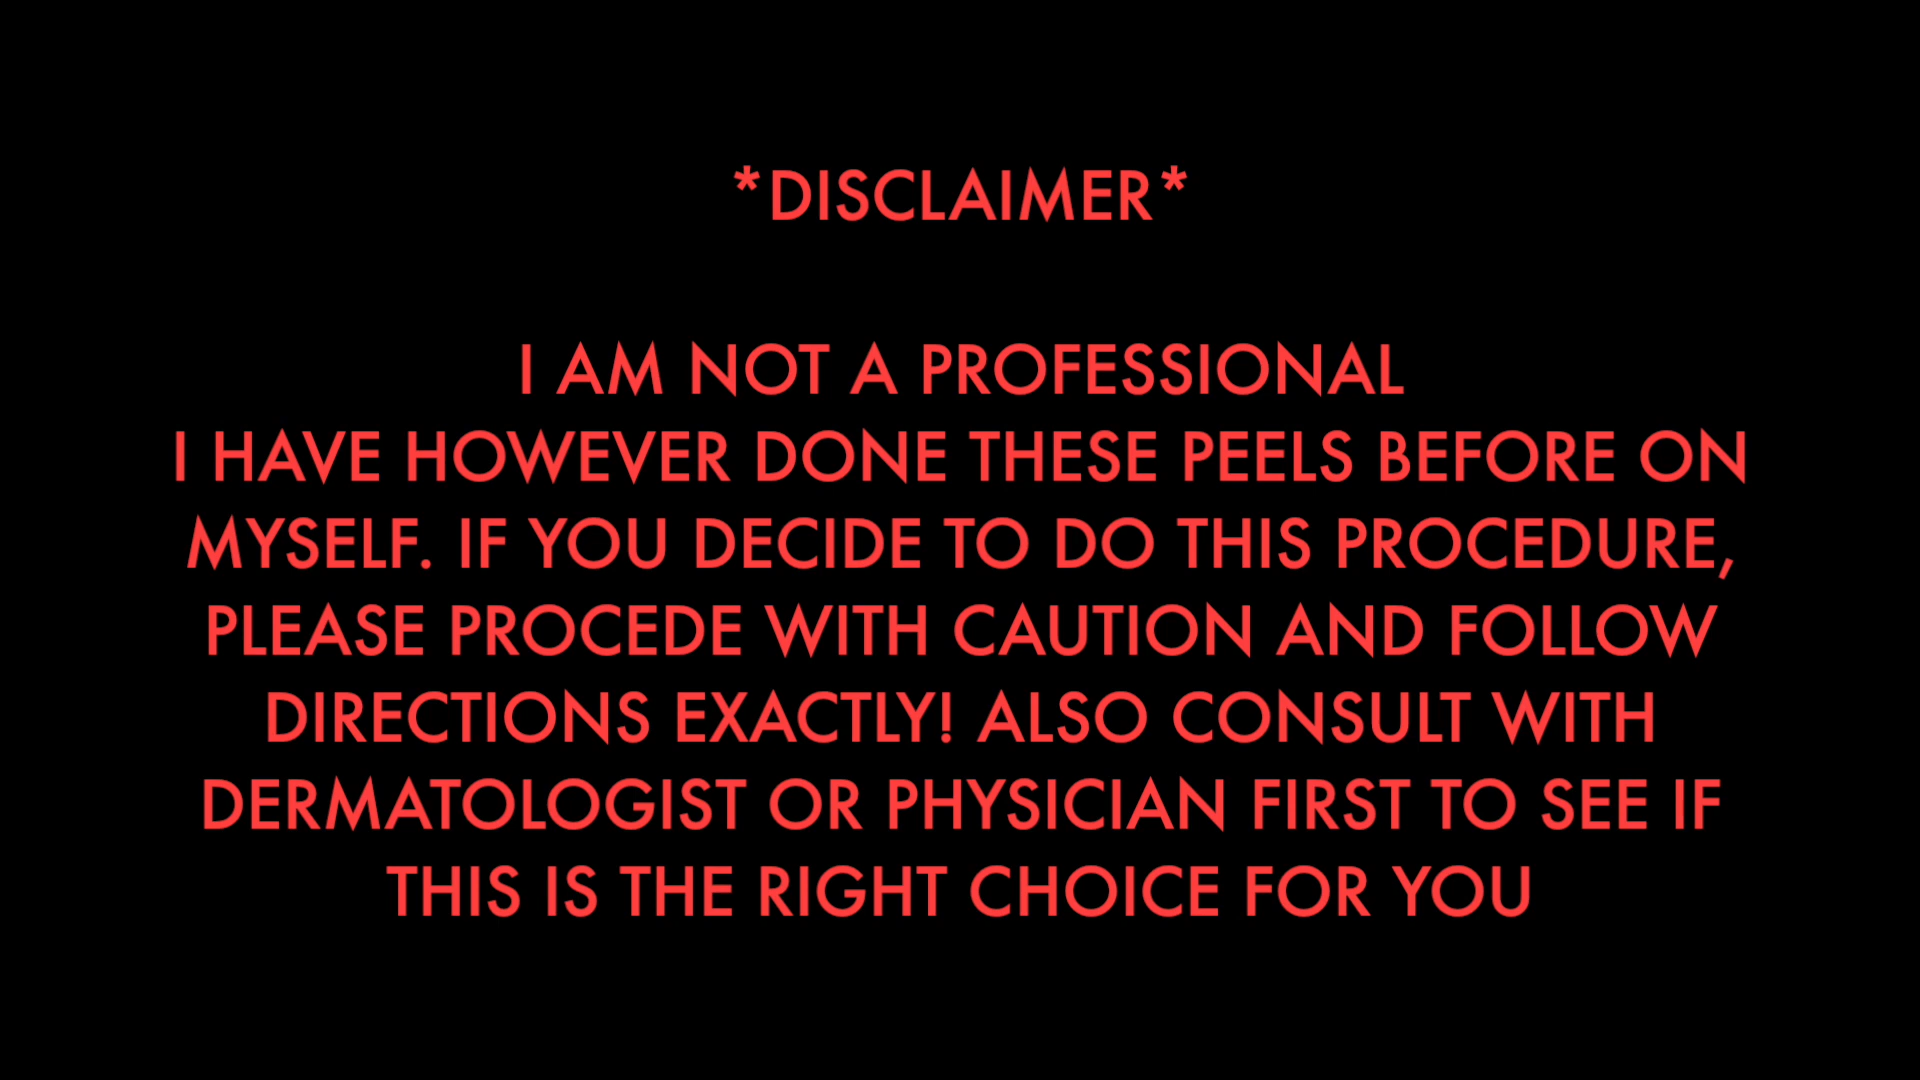 *DISCLAIMER*
I AM NOT A PROFESSIONAL
I HAVE HOWEVER DONE THESE PEELS BEFORE ON
MYSELF. IF YOU DECIDE TO DO THIS PROCEDURE,
PLEASE PROCEDE WITH CAUTION AND FOLLOW
DIRECTIONS EXACTLY! ALSO CONSULT WITH
DERMATOLOGIST OR PHYSICIAN FIRST TO SEE IF
THIS IS THE RIGHT CHOICE FOR YOU